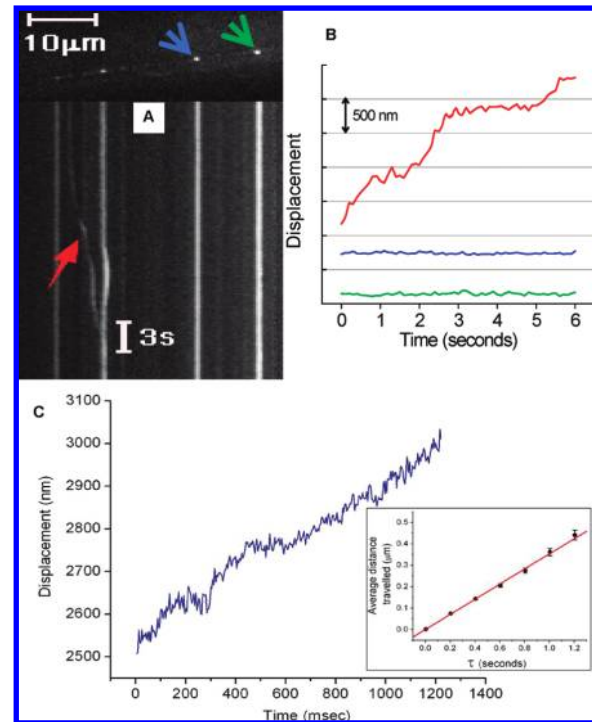 10µm
A
3s
B
500 nm
Displacement
0 1 2 3 4 5 6
Time (seconds)
C
3100
3000
2900
2800
2700
2600
2500
Displacement (nm)
0 200 400 600 800 1000 1200 1400
Time (msec)
0.5
0.4
0.3
0.2
0.1
0.0
Average distance
travelled (µm)
0.0 0.2 0.4 0.6 0.8 1.0 1.2
τ (seconds)